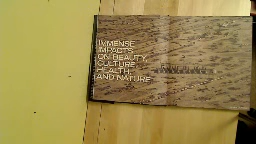 IMMENSE
IMPACTS
ON BEAUTY,
CULTURE,
HEALTH,
AND NATURE